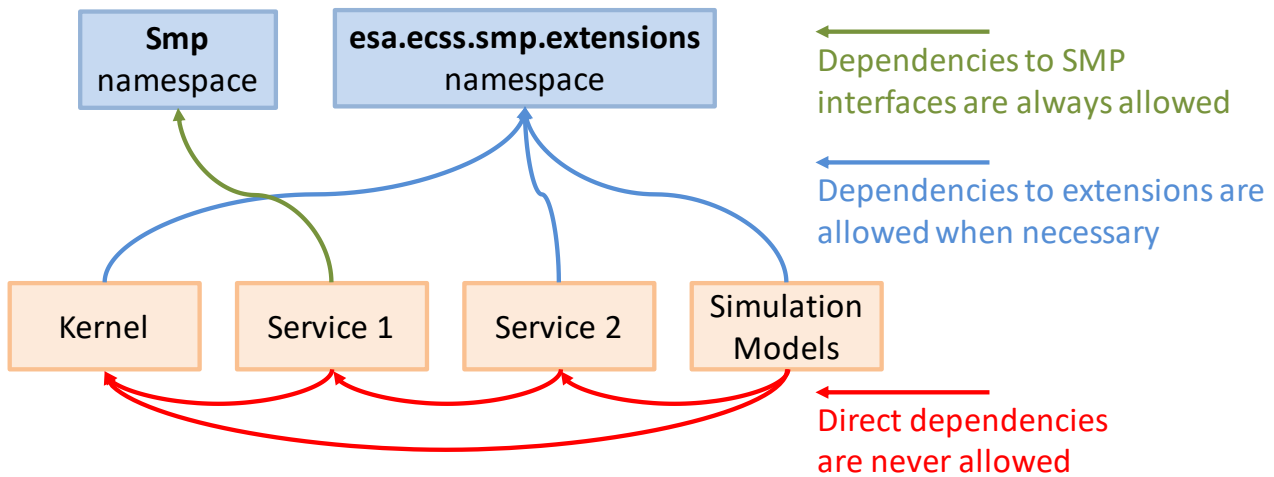 Smp
namespace
esa.ecss.smp.extensions
namespace
Dependencies to SMP
interfaces are always allowed
Dependencies to extensions are
allowed when necessary
Kernel
Service 1
Service 2
Simulation
Models
Direct dependencies
are never allowed